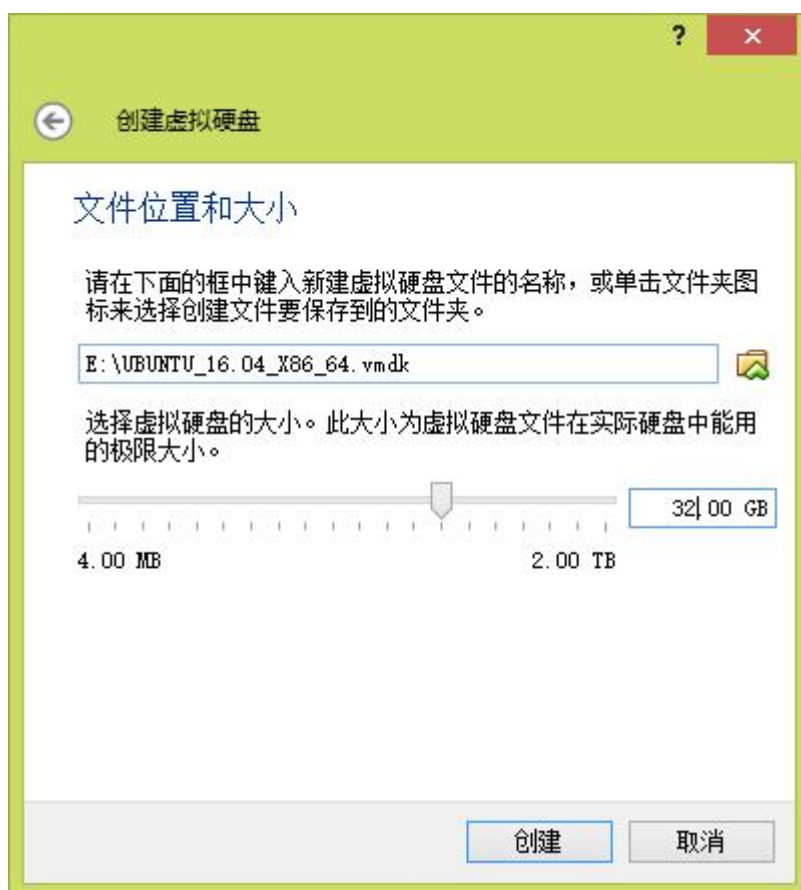 ?
创建虚拟硬盘
文件位置和大小
请在下面的框中键入新建虚拟硬盘文件的名称，或单击文件夹图
标来选择创建文件要保存到的文件夹。
E:\UBUNTU_16.04_X86_64.vmdk
选择虚拟硬盘的大小。此大小为虚拟硬盘文件在实际硬盘中能用
的极限大小。
32.00 GB
4.00 MB 2.00 TB
创建 取消